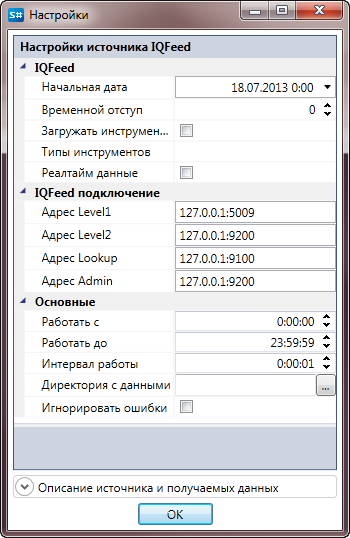 S# Настройки
Настройки источника IQFeed
IQFeed
Начальная дата 18.07.2013 0:00
Временной отступ 0
Загружать инструмен...
Типы инструментов
Реалтайм данные
IQFeed подключение
Адрес Level1 127.0.0.1:5009
Адрес Level2 127.0.0.1:9200
Адрес Lookup 127.0.0.1:9100
Адрес Admin 127.0.0.1:9200
Основные
Работать с 0:00:00
Работать до 23:59:59
Интервал работы 0:00:01
Директория с данными ...
Игнорировать ошибки
Описание источника и получаемых данных
OK